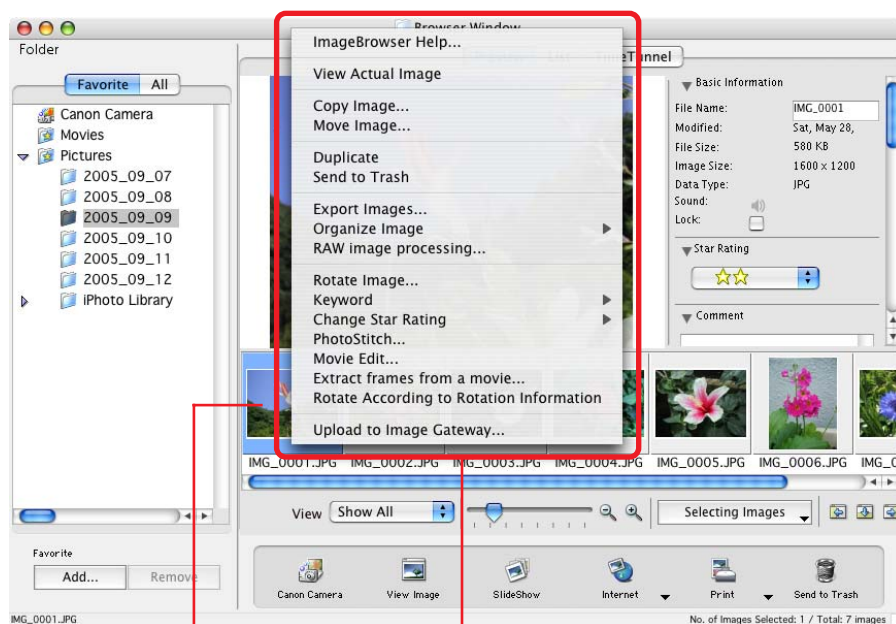 Browser Window
Folder
Favorite All
Canon Camera
Movies
Pictures
2005_09_07
2005_09_08
2005_09_09
2005_09_10
2005_09_11
2005_09_12
iPhoto Library
ImageBrowser Help...
View Actual Image
Copy Image...
Move Image...
Duplicate
Send to Trash
Export Images...
Organize Image
RAW image processing...
Rotate Image...
Keyword
Change Star Rating
PhotoStitch...
Movie Edit...
Extract frames from a movie...
Rotate According to Rotation Information
Upload to Image Gateway...
Basic Information
File Name: IMG_0001
Modified: Sat, May 28,
File Size: 580 KB
Image Size: 1600 x 1200
Data Type: JPG
Sound:
Lock:
Star Rating
Comment
IMG_0001.JPG IMG_0002.JPG IMG_0003.JPG IMG_0004.JPG IMG_0005.JPG IMG_0006.JPG
View Show All Selecting Images
Favorite
Add... Remove
Canon Camera View Image SlideShow Internet Print Send to Trash
IMG_0001.JPG No. of Images Selected: 1 / Total: 7 images